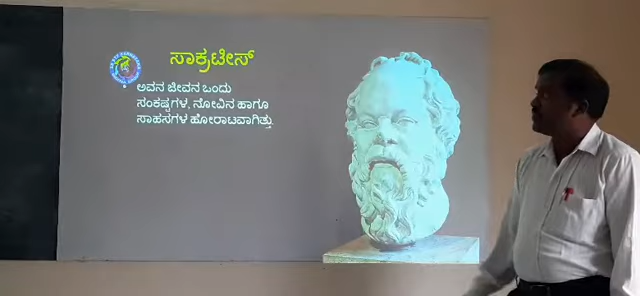 ಸಾಕ್ರಟೀಸ್
ಅವನ ಜೀವನ ಒಂದು
ಸಂಕಷ್ಟಗಳ, ನೋವಿನ ಹಾಗೂ
ಸಾಹಸಗಳ ಹೋರಾಟವಾಗಿತ್ತು.